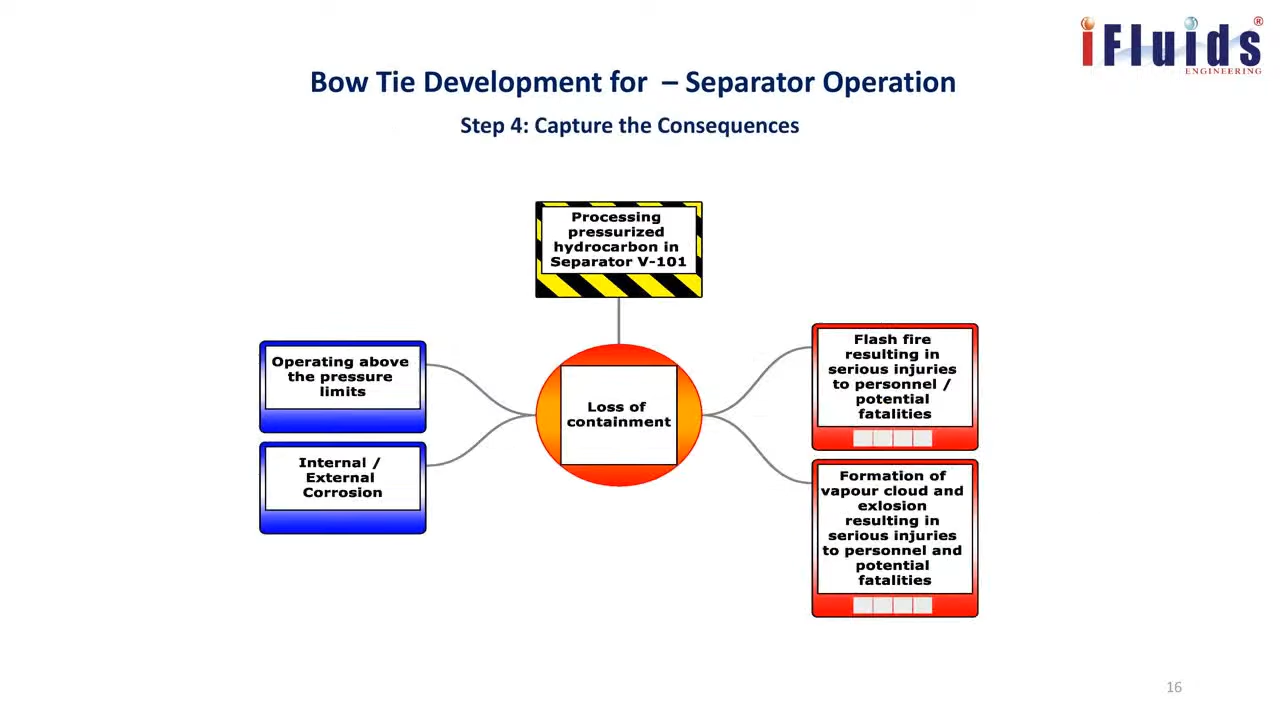 iFluids®
ENGINEERING
Bow Tie Development for – Separator Operation
Step 4: Capture the Consequences
Processing
pressurized
hydrocarbon in
Separator V-101
Operating above
the pressure
limits
Internal /
External
Corrosion
Loss of
containment
Flash fire
resulting in
serious injuries
to personnel /
potential
fatalities
Formation of
vapour cloud and
exlosion
resulting in
serious injuries
to personnel and
potential
fatalities
16